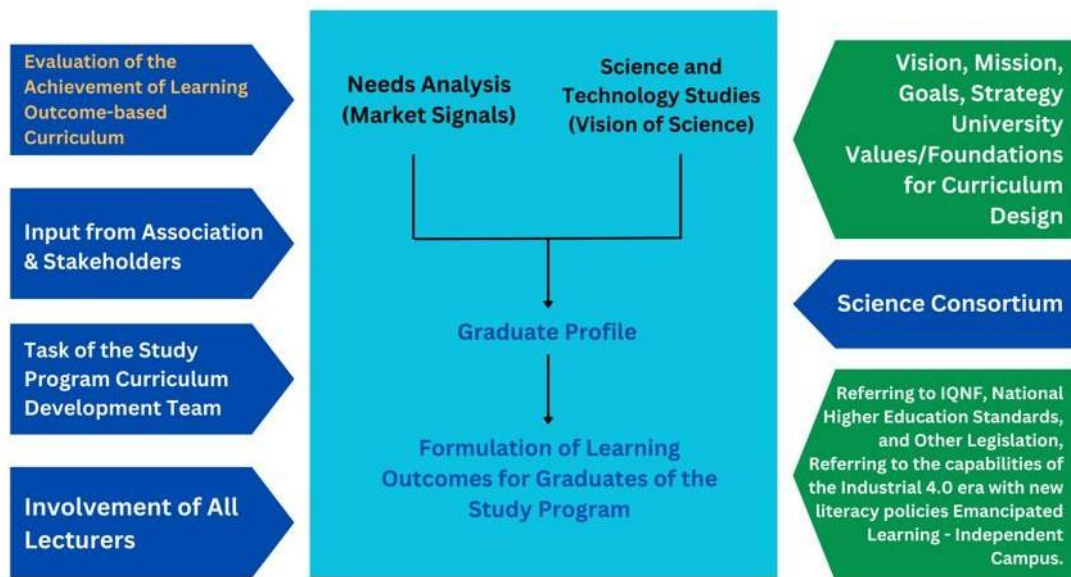 Evaluation of the
Achievement of Learning
Outcome-based
Curriculum
Input from Association
& Stakeholders
Task of the Study
Program Curriculum
Development Team
Involvement of All
Lecturers
Needs Analysis
(Market Signals)
Science and
Technology Studies
(Vision of Science)
Graduate Profile
Formulation of Learning
Outcomes for Graduates of the
Study Program
Vision, Mission,
Goals, Strategy
University
Values/Foundations
for Curriculum
Design
Science Consortium
Referring to IQNF, National
Higher Education Standards,
and Other Legislation,
Referring to the capabilities of
the Industrial 4.0 era with new
literacy policies Emancipated
Learning - Independent
Campus.